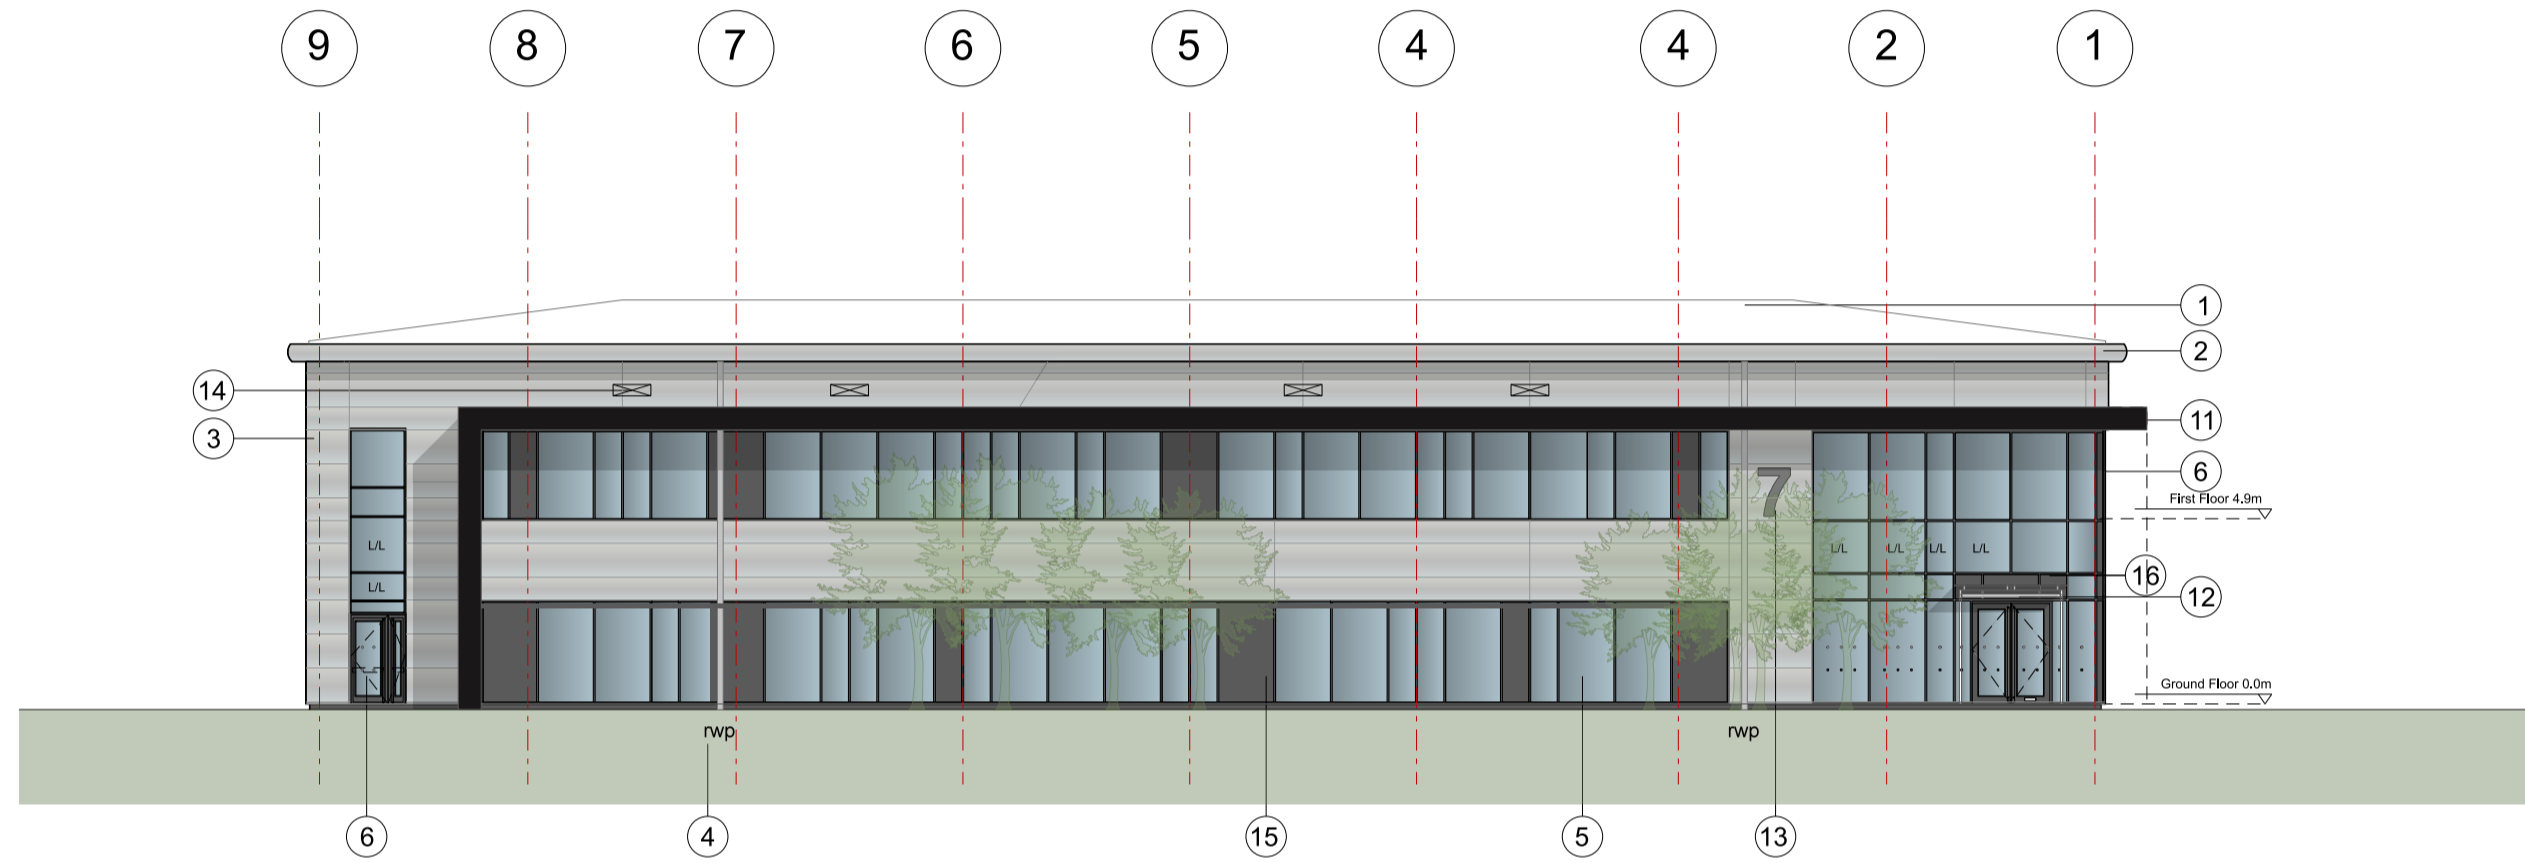 9 8 7 6 5 4 4 2 1
1
2
14
11
3
6
7
First Floor 4.9m
L/L L/L L/L L/L L/L
16
L/L
12
Ground Floor 0.0m
rwp rwp
6 4 15 5 13